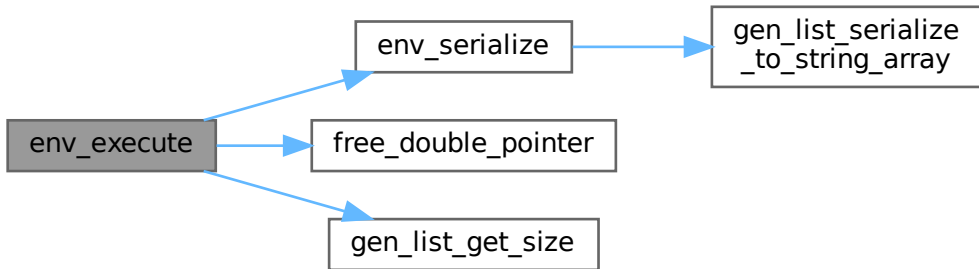 env_execute
env_serialize
gen_list_serialize
_to_string_array
free_double_pointer
gen_list_get_size